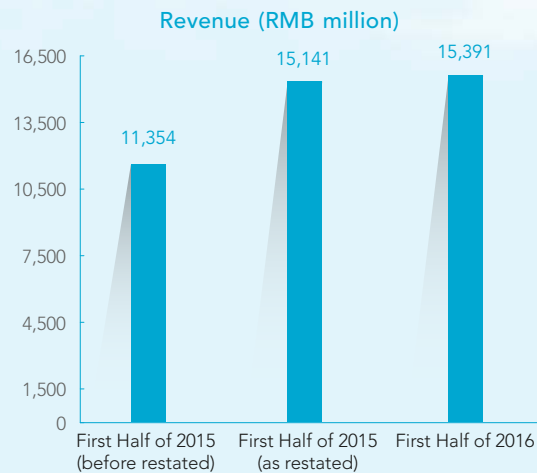 Revenue (RMB million)
16,500
13,500
10,500
7,500
4,500
1,500
0
11,354
15,141
15,391
First Half of 2015
(before restated)
First Half of 2015
(as restated)
First Half of 2016